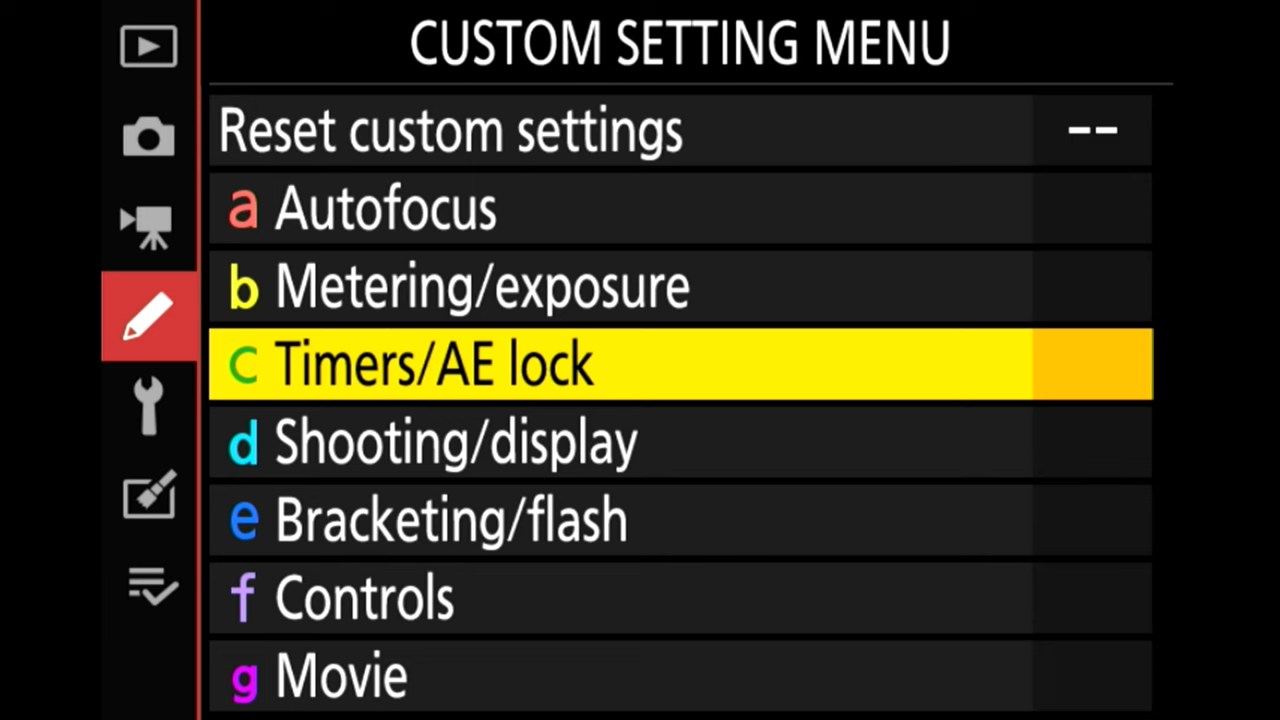 CUSTOM SETTING MENU
Reset custom settings --
a Autofocus
b Metering/exposure
c Timers/AE lock
d Shooting/display
e Bracketing/flash
f Controls
g Movie